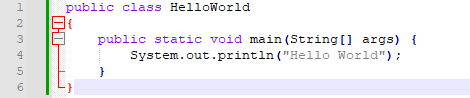 1 public class HelloWorld
2 {
3     public static void main(String[] args) {
4         System.out.println("Hello World");
5     }
6 }